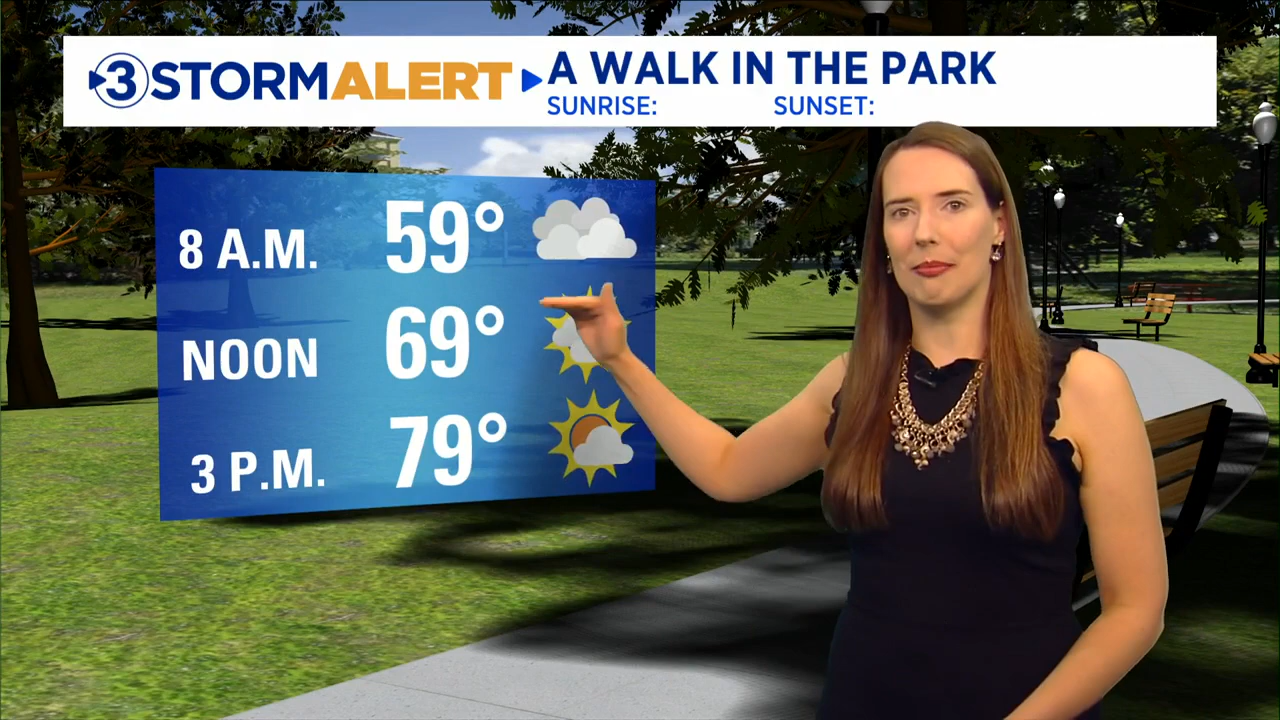 3 STORMALERT
A WALK IN THE PARK
SUNRISE: SUNSET:
8 A.M. 59°
NOON 69°
3 P.M. 79°